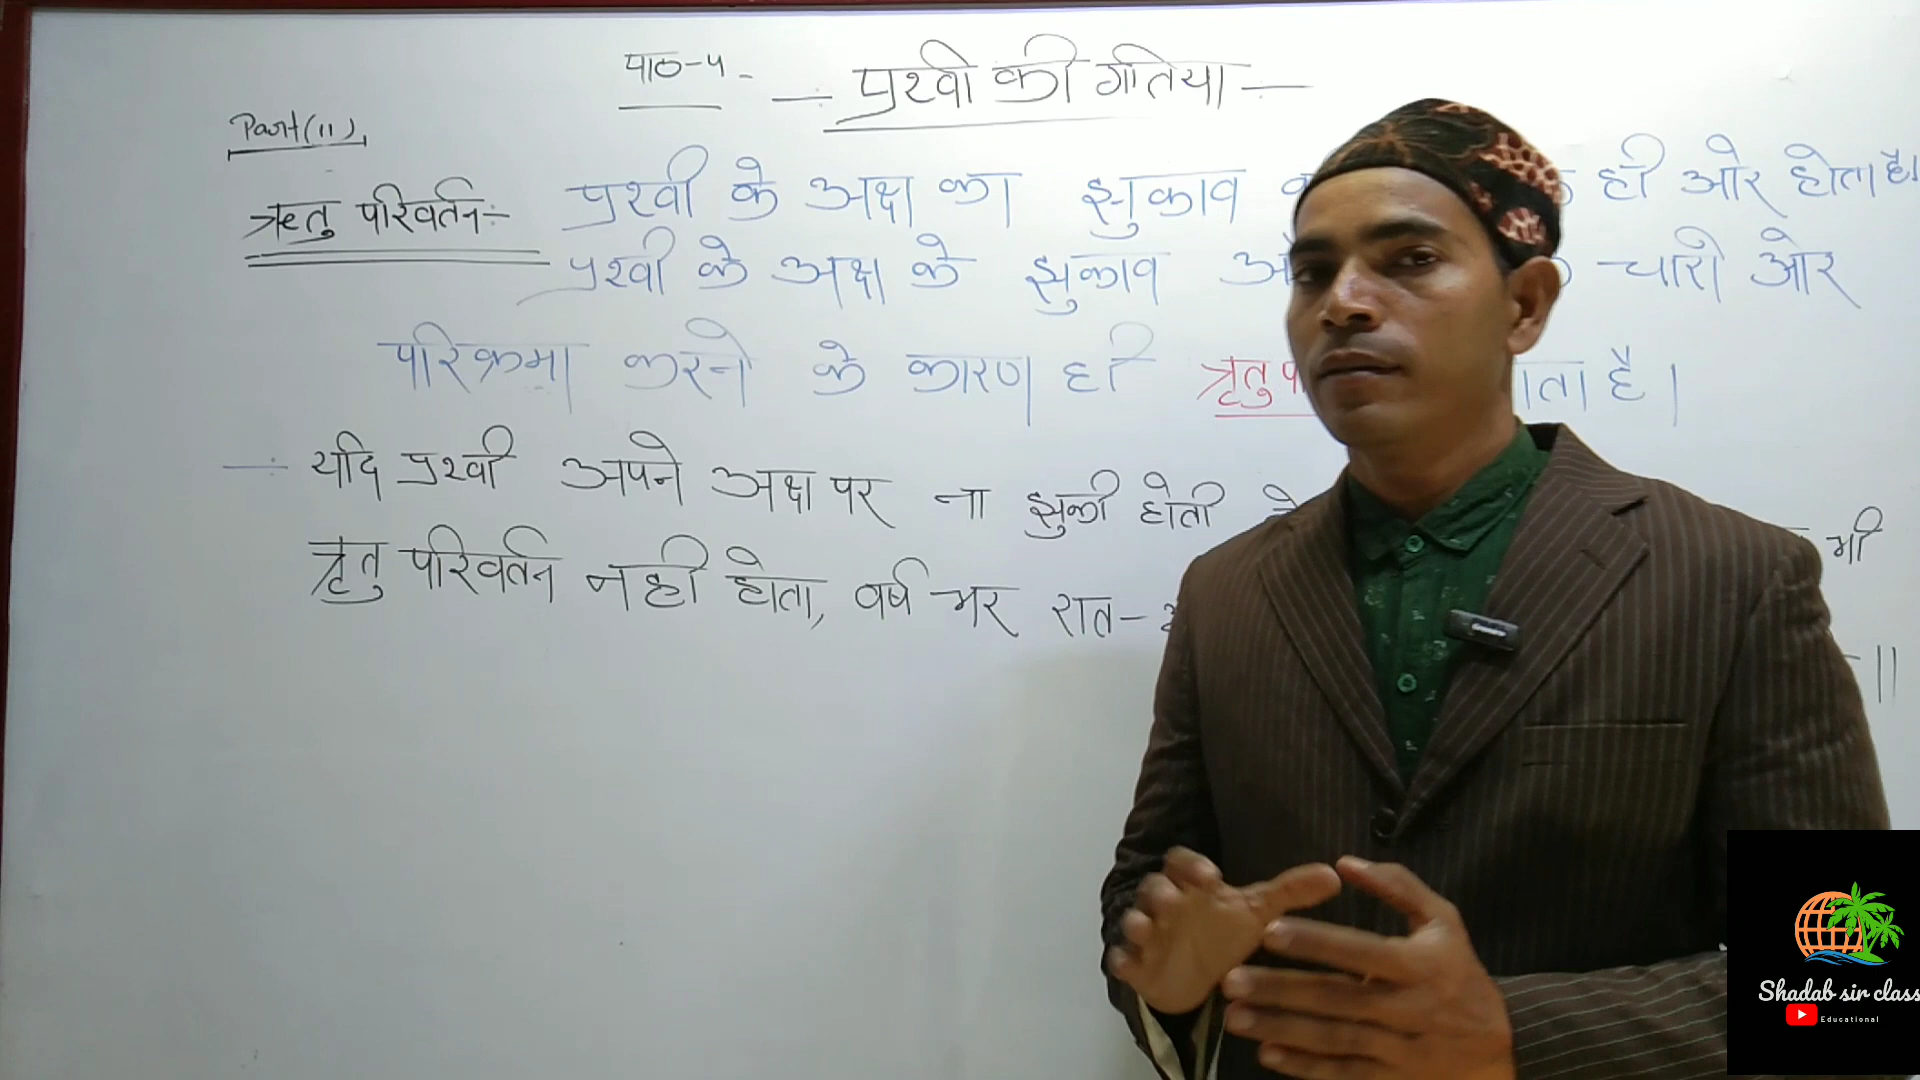 पाठ-५ - पृथ्वी की गतिया -
Part (11),
ऋतु परिवर्तन:- पृथ्वी के अक्ष का झुकाव ही ओर होता है।
पृथ्वी के अक्ष के झुकाव चारो ओर
परिक्रमा करने के कारण ही ऋतु है।
- यदि पृथ्वी अपने अक्ष पर ना झुकी होती भी
ऋतु परिवर्तन नही होता, वर्ष भर रात-
Shadab sir class
Educational